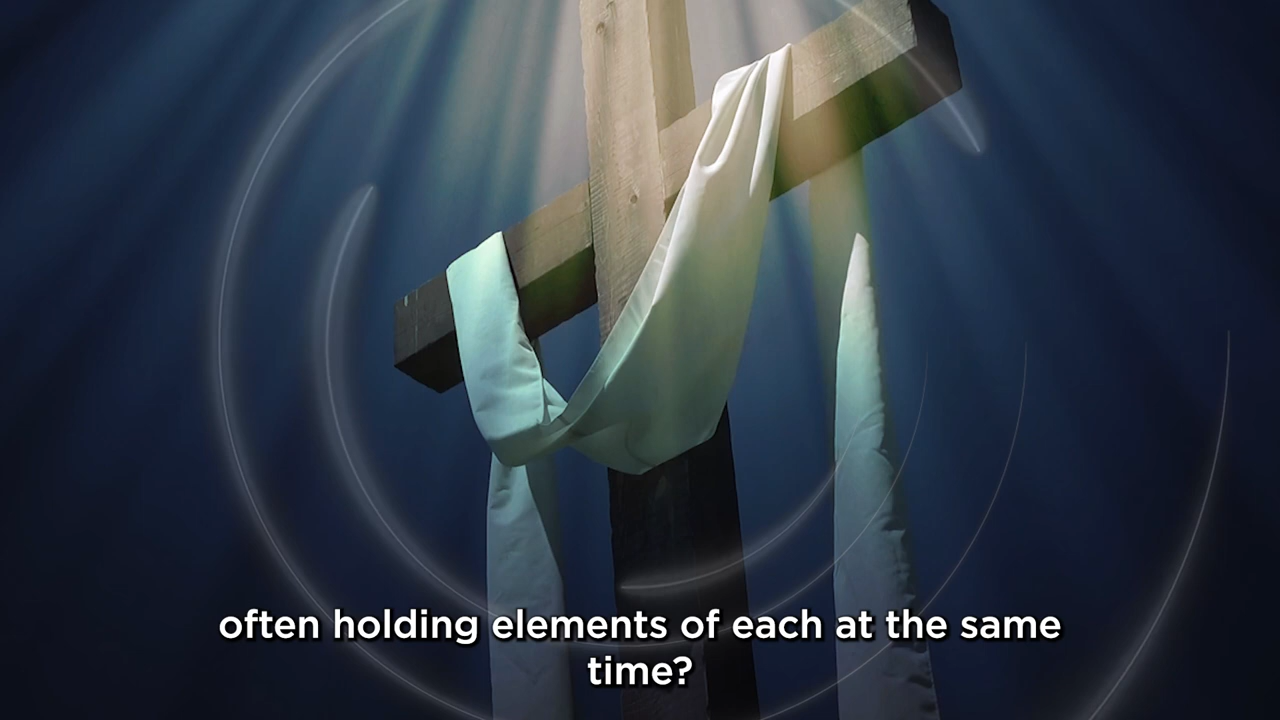 often holding elements of each at the same
time?